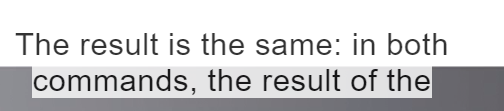 The result is the same: in both
commands, the result of the